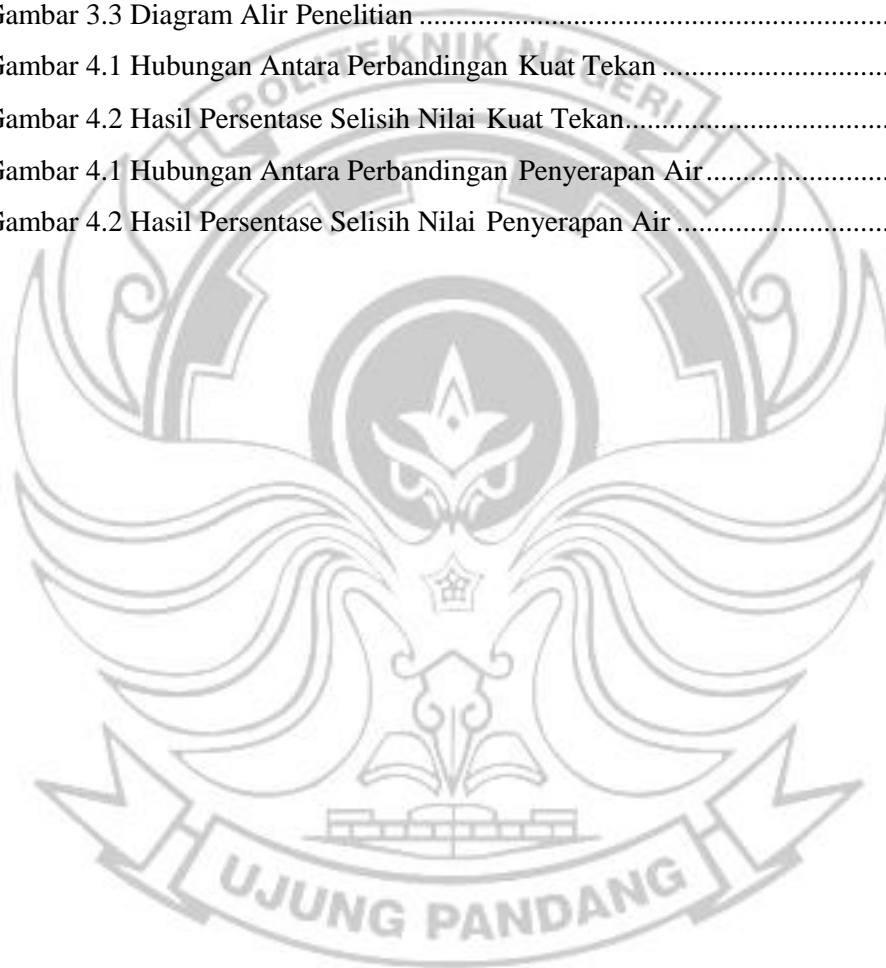 Gambar 3.3 Diagram Alir Penelitian ..............................................................
Gambar 4.1 Hubungan Antara Perbandingan Kuat Tekan ..............................
Gambar 4.2 Hasil Persentase Selisih Nilai Kuat Tekan...................................
Gambar 4.1 Hubungan Antara Perbandingan Penyerapan Air ........................
Gambar 4.2 Hasil Persentase Selisih Nilai Penyerapan Air ............................
POLITEKNIK NEGERI
UJUNG PANDANG